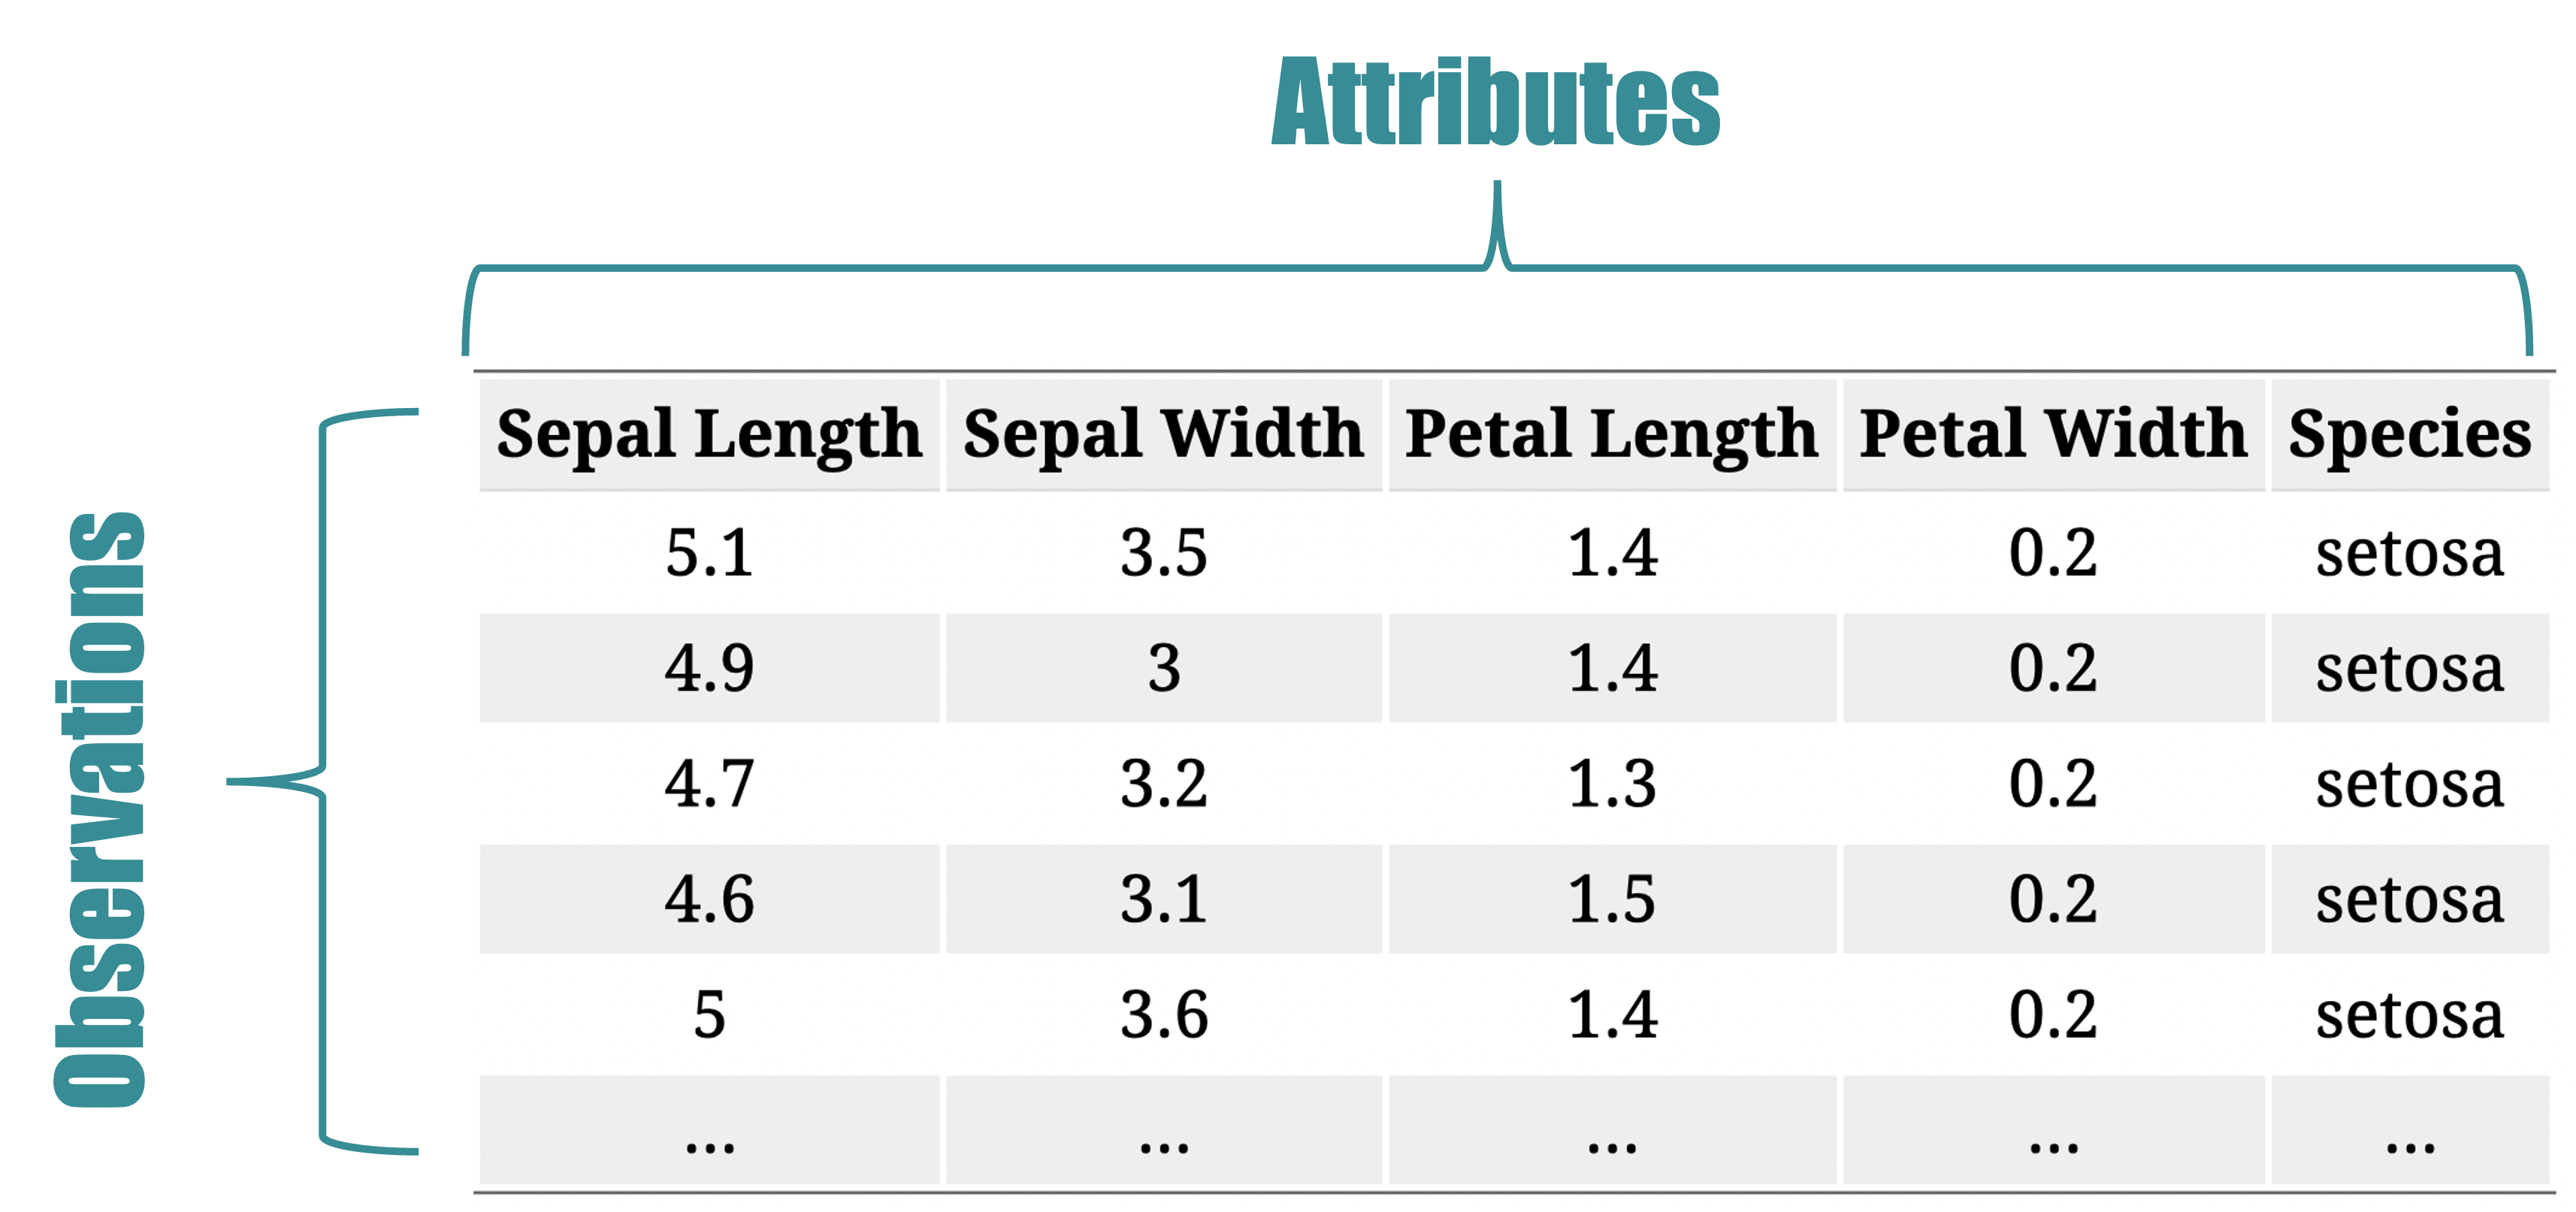 Attributes
Observations
Sepal Length Sepal Width Petal Length Petal Width Species
5.1 3.5 1.4 0.2 setosa
4.9 3 1.4 0.2 setosa
4.7 3.2 1.3 0.2 setosa
4.6 3.1 1.5 0.2 setosa
5 3.6 1.4 0.2 setosa
... ... ... ... ...